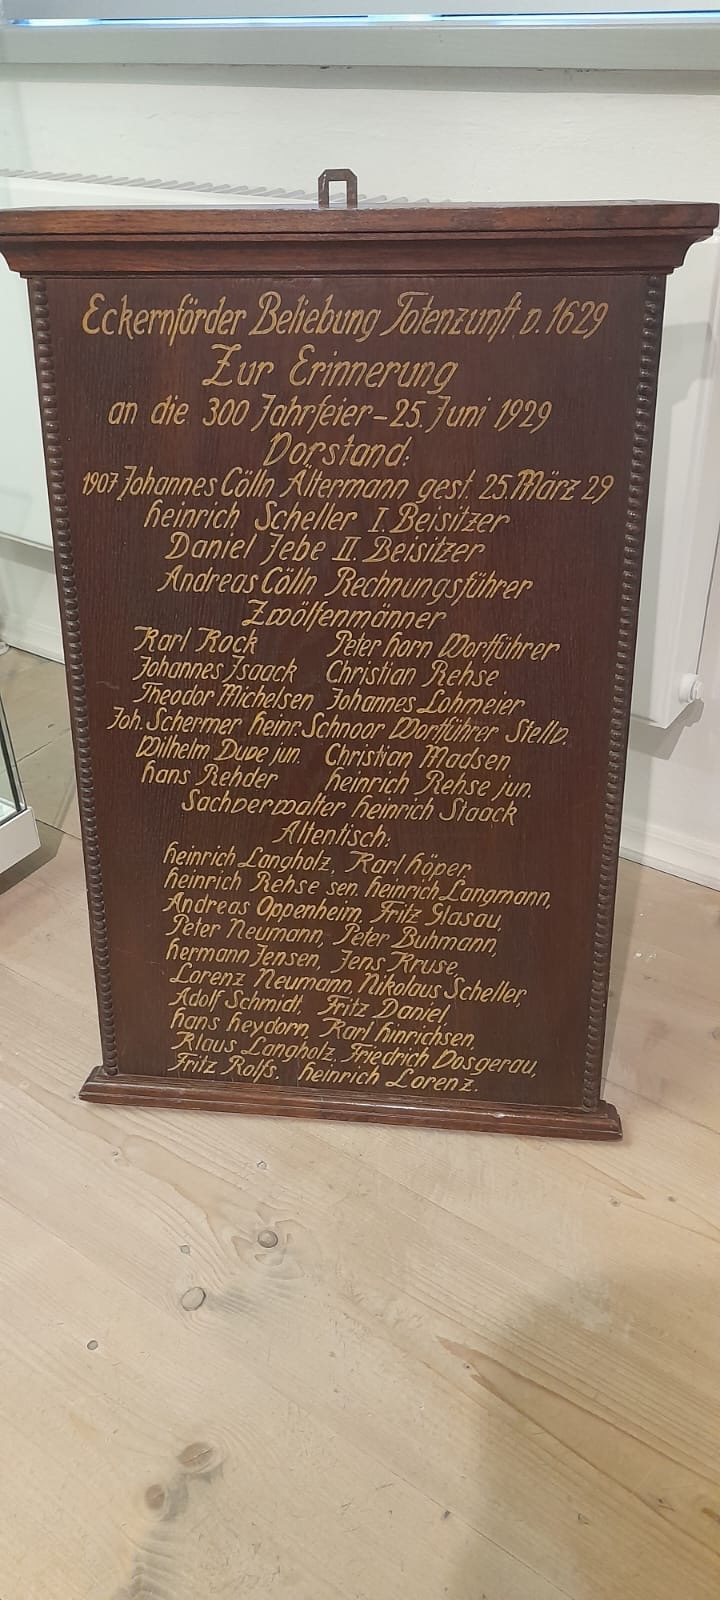 Eckernförder Beliebung Totenzunft v. 1629
Zur Erinnerung
an die 300 Jahrfeier – 25. Juni 1929
Vorstand:
1907 Johannes Cölln Ältermann gest. 25. März 29
Heinrich Scheller I. Beisitzer
Daniel Jebe II. Beisitzer
Andreas Cölln Rechnungsführer
Zwölfenmänner
Karl Kock Peter Horn Wortführer
Johannes Isaack Christian Rehse
Theodor Michelsen Johannes Lohmeier
Joh. Schermer Heinr. Schnoor Wortführer Stellv.
Wilhelm Duve jun. Christian Madsen
Hans Rehder Heinrich Rehse jun.
Sachverwalter Heinrich Staack
Altentisch:
Heinrich Langholz, Karl Höper,
Heinrich Rehse sen. Heinrich Langmann,
Andreas Oppenheim, Fritz Glasau,
Peter Neumann, Peter Buhmann,
Hermann Jensen, Jens Kruse,
Lorenz Neumann, Nikolaus Scheller,
Adolf Schmidt, Fritz Daniel,
Hans Heydorn, Karl Hinrichsen,
Klaus Langholz, Friedrich Vosgerau,
Fritz Rolfs. Heinrich Lorenz.